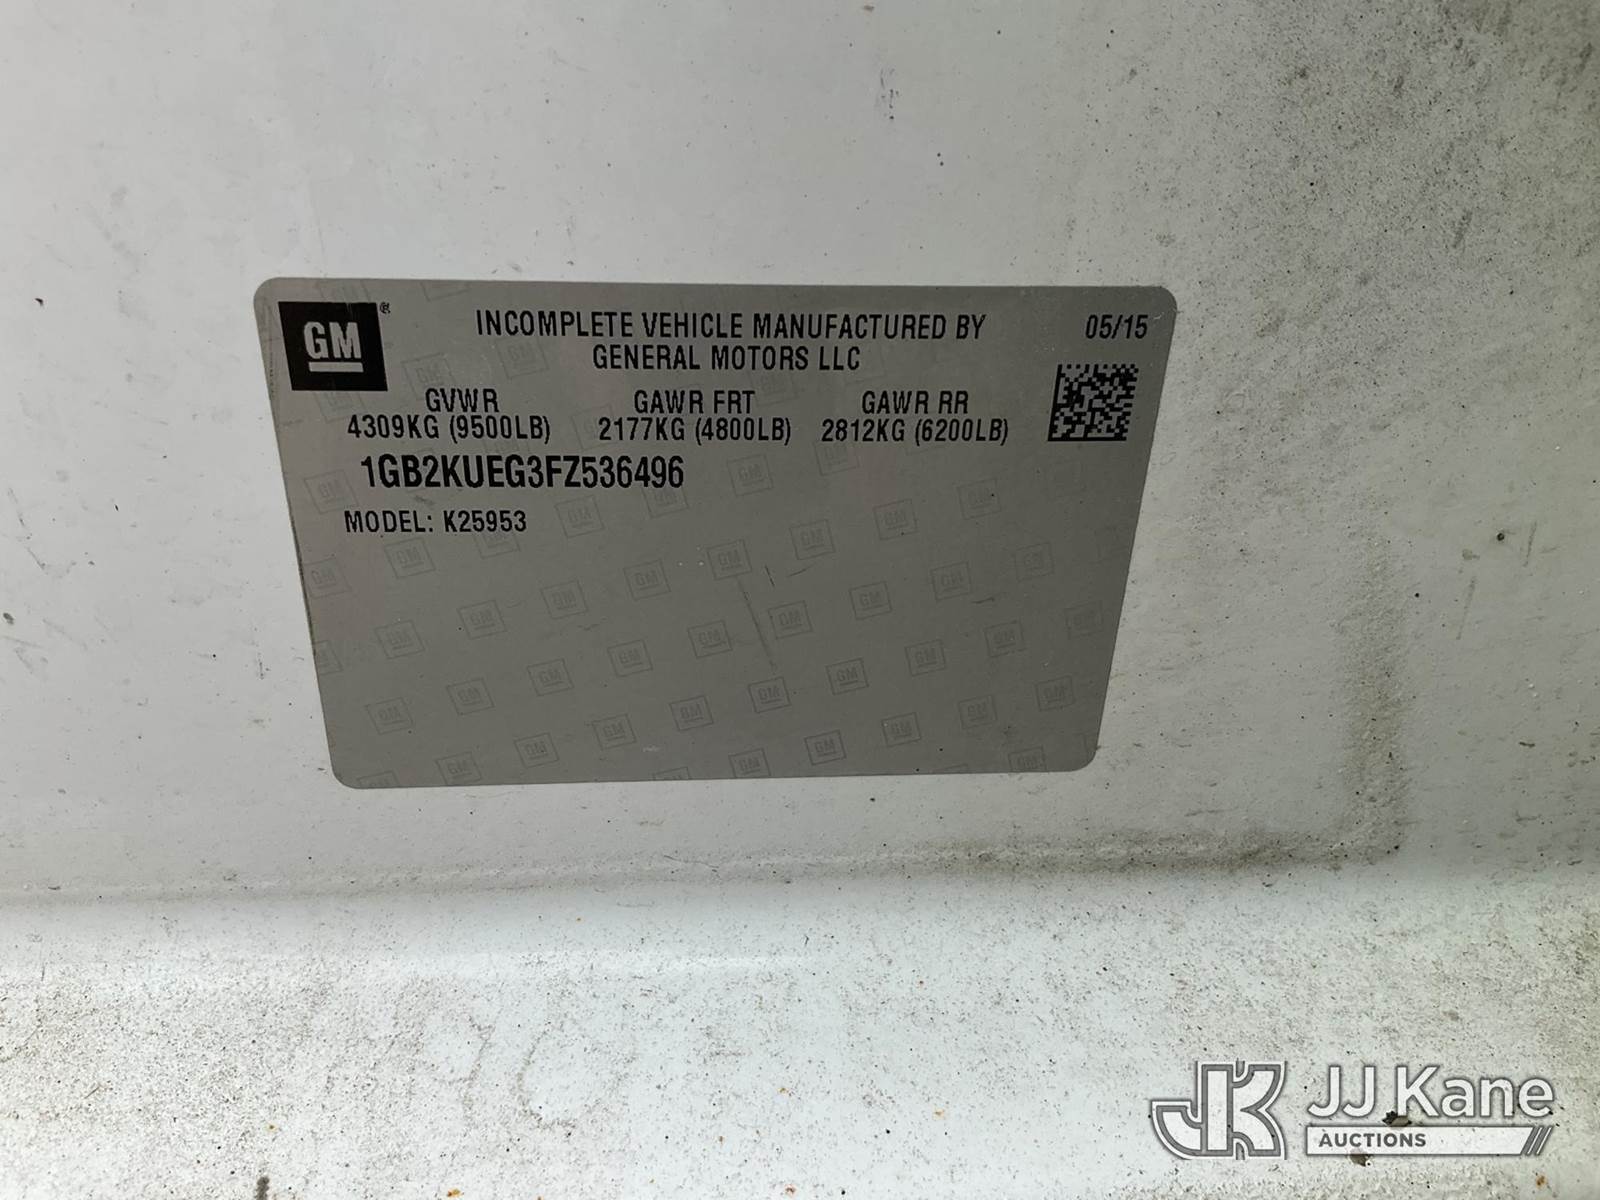 GM
INCOMPLETE VEHICLE MANUFACTURED BY
GENERAL MOTORS LLC
05/15
GVWR GAWR FRT GAWR RR
4309KG (9500LB) 2177KG (4800LB) 2812KG (6200LB)
1GB2KUEG3FZ536496
MODEL: K25953
JK JJ Kane
AUCTIONS